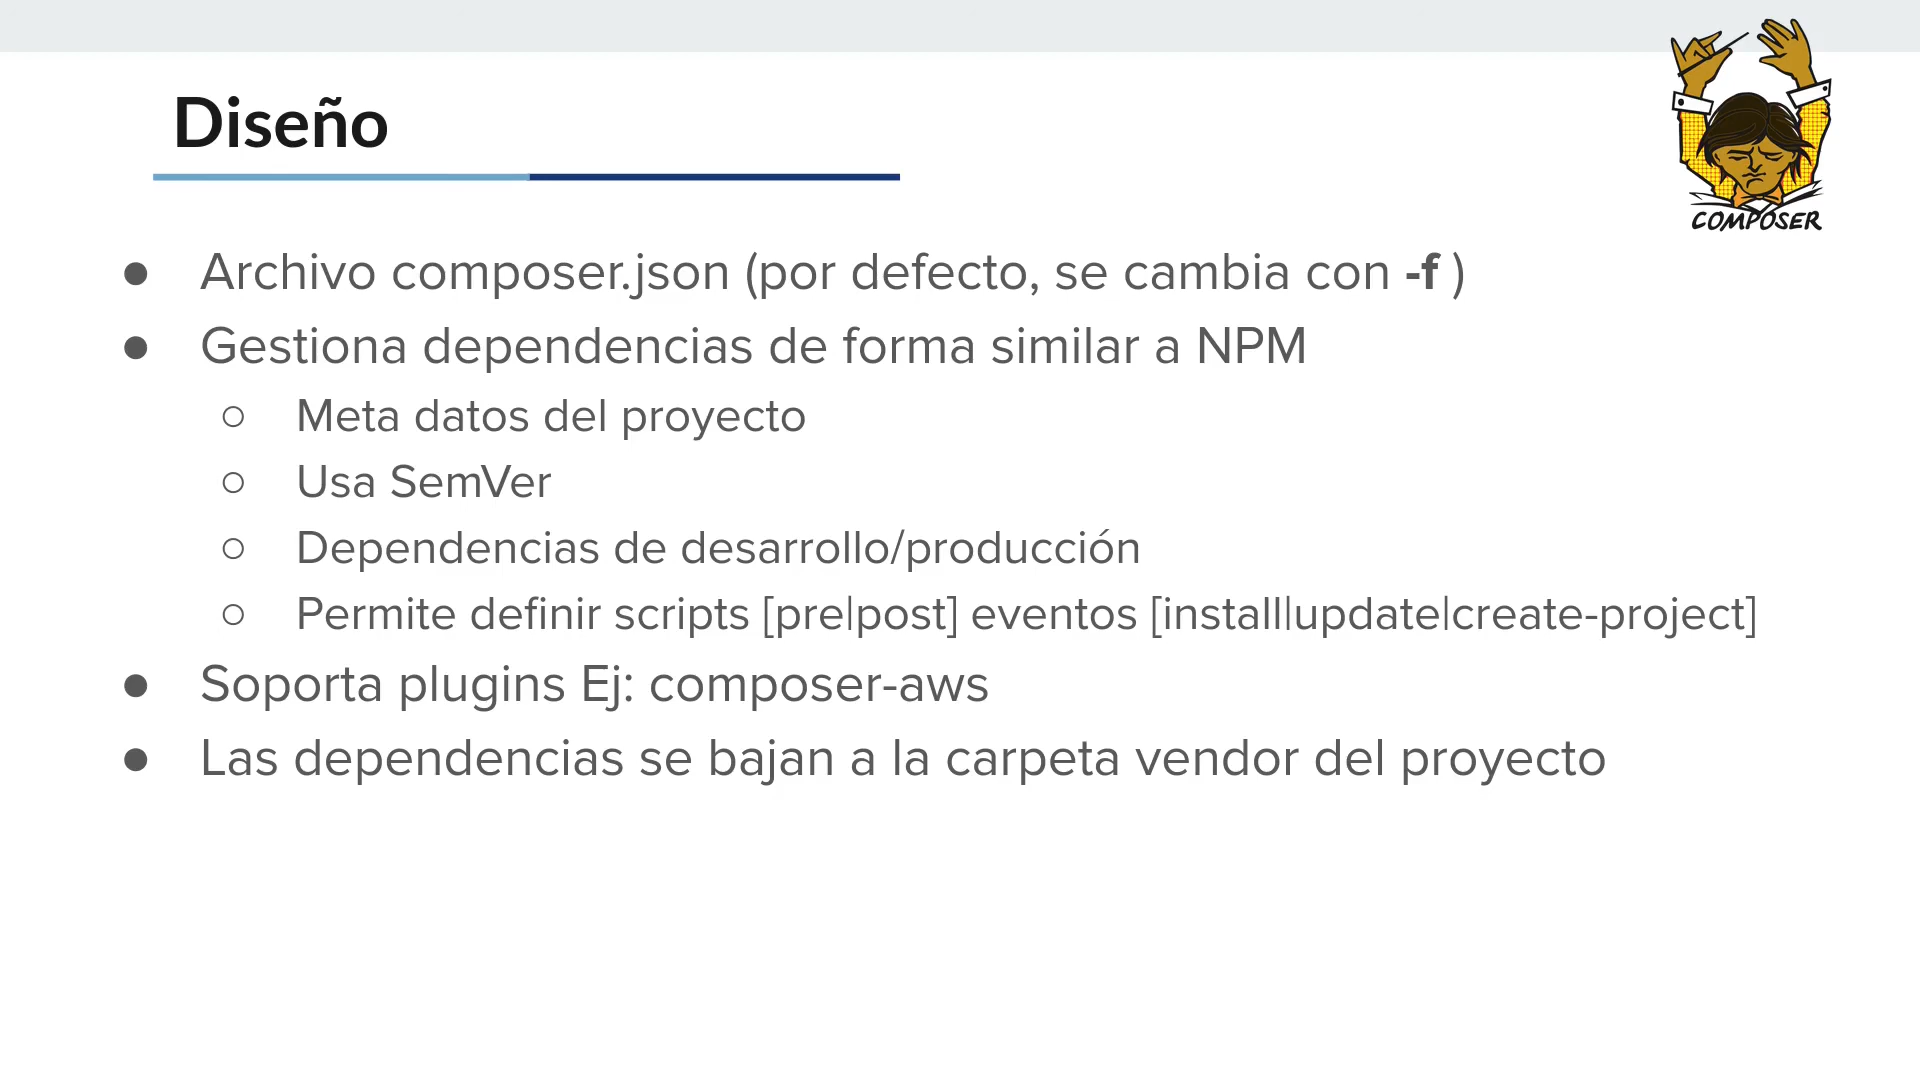 Diseño
COMPOSER
● Archivo composer.json (por defecto, se cambia con -f )
● Gestiona dependencias de forma similar a NPM
○ Meta datos del proyecto
○ Usa SemVer
○ Dependencias de desarrollo/producción
○ Permite definir scripts [pre|post] eventos [install|update|create-project]
● Soporta plugins Ej: composer-aws
● Las dependencias se bajan a la carpeta vendor del proyecto